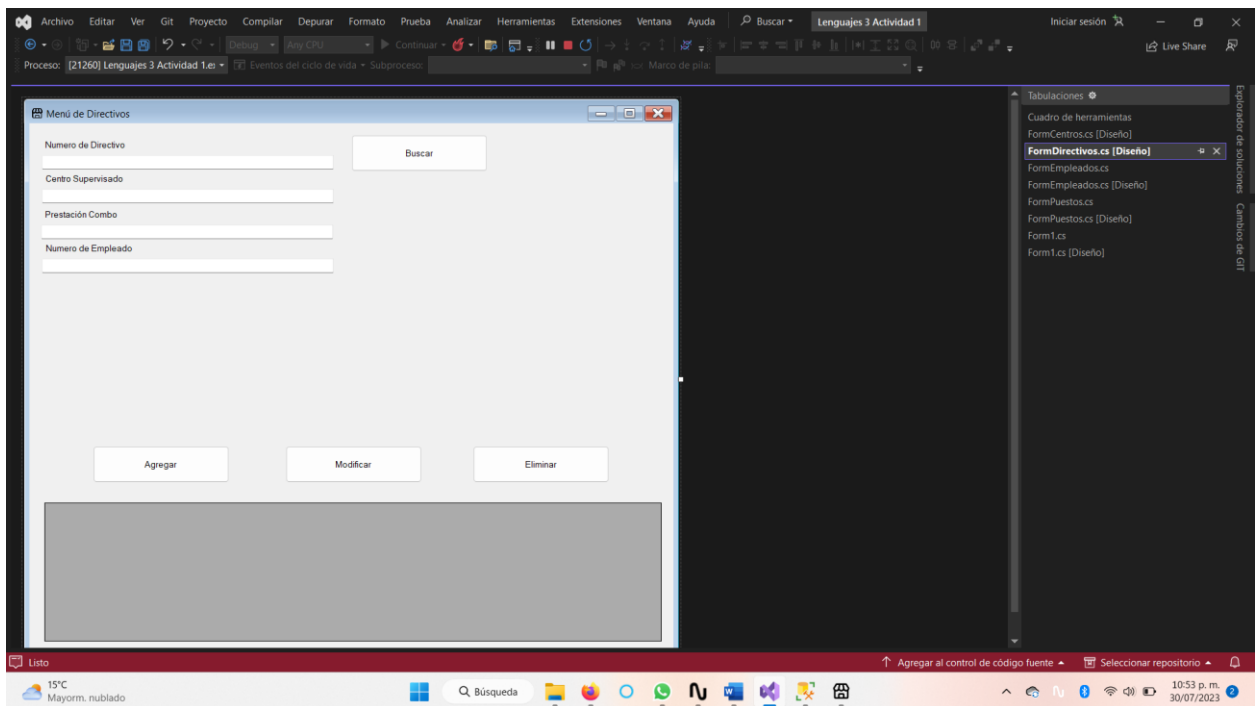 Archivo Editar Ver Git Proyecto Compilar Depurar Formato Prueba Analizar Herramientas Extensiones Ventana Ayuda Buscar Lenguajes 3 Actividad 1 Iniciar sesión
Debug Any CPU Continuar Live Share
Proceso: [21260] Lenguajes 3 Actividad 1.e Eventos del ciclo de vida Subproceso: Marco de pila:
Menú de Directivos
Numero de Directivo
Buscar
Centro Supervisado
Prestación Combo
Numero de Empleado
Agregar Modificar Eliminar
Tabulaciones
Cuadro de herramientas
FormCentros.cs [Diseño]
FormDirectivos.cs [Diseño]
FormEmpleados.cs
FormEmpleados.cs [Diseño]
FormPuestos.cs
FormPuestos.cs [Diseño]
Form1.cs
Form1.cs [Diseño]
Explorador de soluciones
Cambios de GIT
Listo Agregar al control de código fuente Seleccionar repositorio
15°C
Mayorm. nublado
Búsqueda
10:53 p. m.
30/07/2023
2